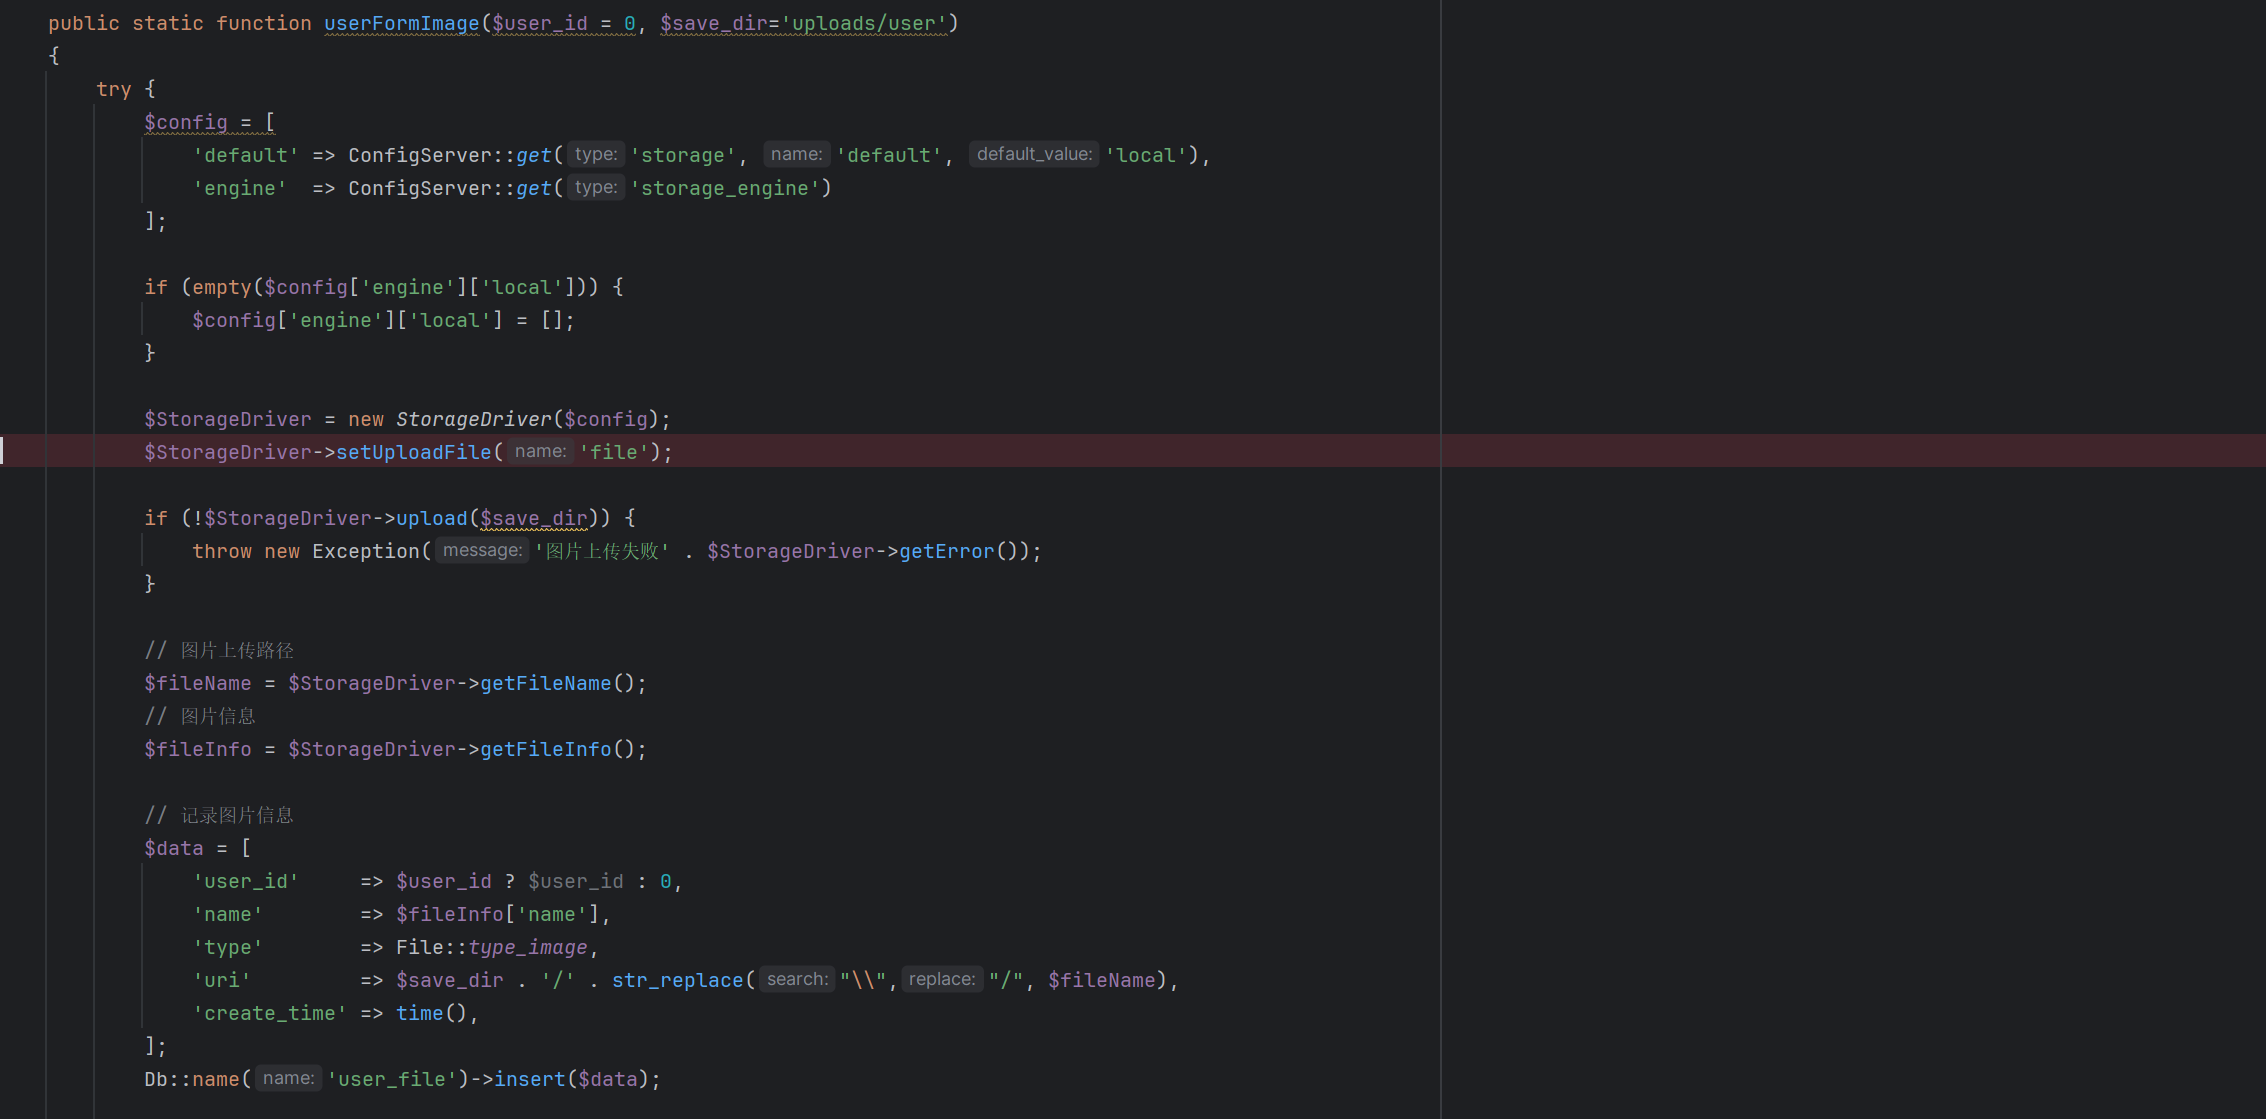 public static function userFormImage($user_id = 0, $save_dir='uploads/user')
{
try {
$config = [
'default' => ConfigServer::get( type: 'storage', name: 'default', default_value: 'local'),
'engine' => ConfigServer::get( type: 'storage_engine')
];
if (empty($config['engine']['local'])) {
$config['engine']['local'] = [];
}
$StorageDriver = new StorageDriver($config);
$StorageDriver->setUploadFile( name: 'file');
if (!$StorageDriver->upload($save_dir)) {
throw new Exception( message: '图片上传失败' . $StorageDriver->getError());
}
// 图片上传路径
$fileName = $StorageDriver->getFileName();
// 图片信息
$fileInfo = $StorageDriver->getFileInfo();
// 记录图片信息
$data = [
'user_id' => $user_id ? $user_id : 0,
'name' => $fileInfo['name'],
'type' => File::type_image,
'uri' => $save_dir . '/' . str_replace( search: "\\", replace: "/", $fileName),
'create_time' => time(),
];
Db::name( name: 'user_file')->insert($data);